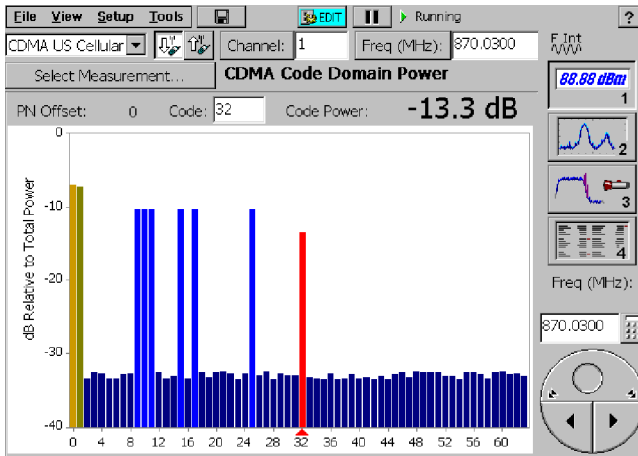 File View Setup Tools EDIT Running ?
CDMA US Cellular Channel: 1 Freq (MHz): 870.0300 F Int
Select Measurement... CDMA Code Domain Power
88.88 dBm
1
PN Offset: 0 Code: 32 Code Power: -13.3 dB
2
3
4
dB Relative to Total Power
0
-10
-20
-30
-40
0 4 8 12 16 20 24 28 32 36 40 44 48 52 56 60
Freq (MHz):
870.0300